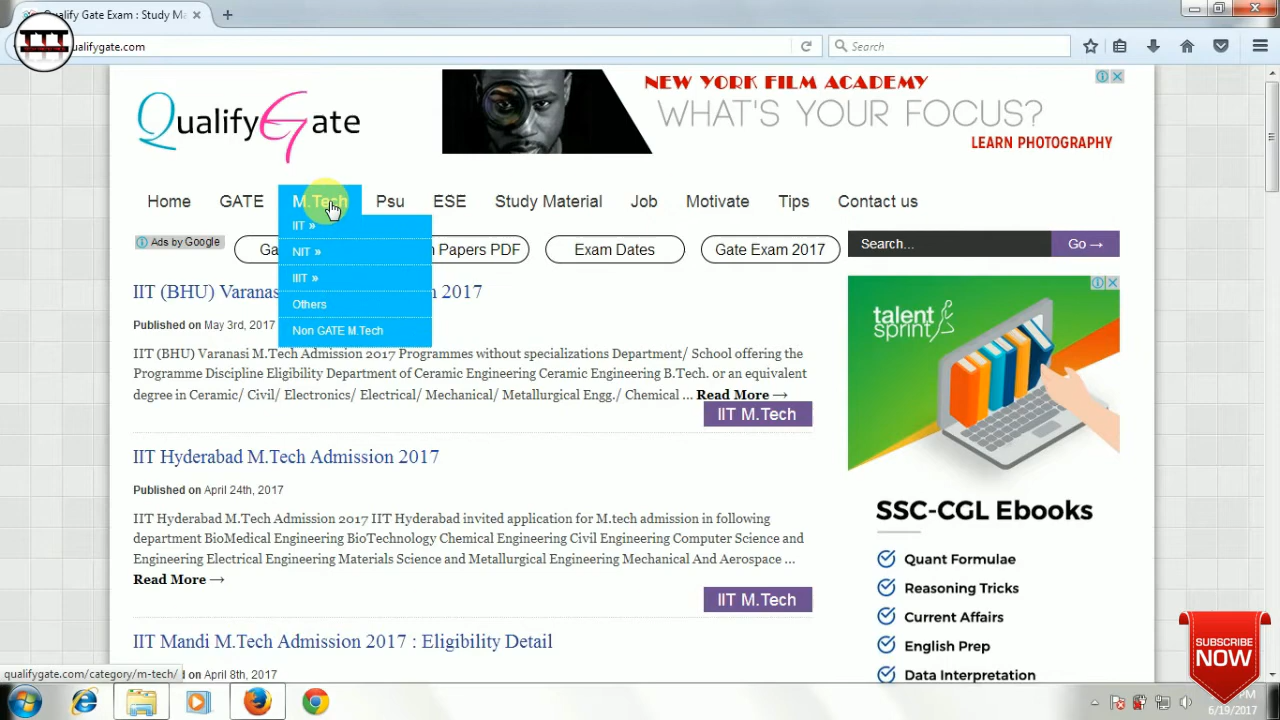 Qualify Gate Exam : Study Ma
TTT
ualifygate.com
Search
QualifyGate
NEW YORK FILM ACADEMY
WHAT'S YOUR FOCUS?
LEARN PHOTOGRAPHY
Home GATE M.Tech Psu ESE Study Material Job Motivate Tips Contact us
IIT »
NIT »
IIIT »
Others
Non GATE M.Tech
Ads by Google
Ga
Papers PDF
Exam Dates
Gate Exam 2017
Search...
Go →
IIT (BHU) Varanas
n 2017
Published on May 3rd, 2017
IIT (BHU) Varanasi M.Tech Admission 2017 Programmes without specializations Department/ School offering the
Programme Discipline Eligibility Department of Ceramic Engineering Ceramic Engineering B.Tech. or an equivalent
degree in Ceramic/ Civil/ Electronics/ Electrical/ Mechanical/ Metallurgical Engg./ Chemical ... Read More →
IIT M.Tech
IIT Hyderabad M.Tech Admission 2017
Published on April 24th, 2017
IIT Hyderabad M.Tech Admission 2017 IIT Hyderabad invited application for M.tech admission in following
department BioMedical Engineering BioTechnology Chemical Engineering Civil Engineering Computer Science and
Engineering Electrical Engineering Materials Science and Metallurgical Engineering Mechanical And Aerospace ...
Read More →
IIT M.Tech
IIT Mandi M.Tech Admission 2017 : Eligibility Detail
d on April 8th, 2017
qualifygate.com/category/m-tech/
talent
sprint
SSC-CGL Ebooks
Quant Formulae
Reasoning Tricks
Current Affairs
English Prep
Data Interpretation
SUBSCRIBE
NOW
PM
6/19/2017